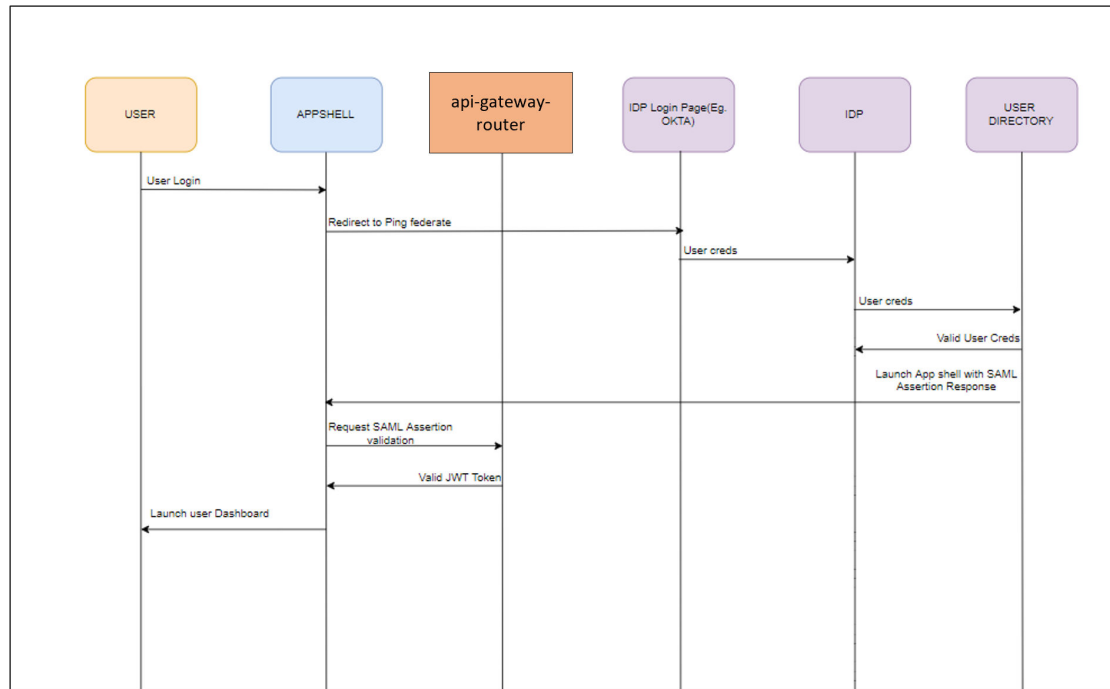 USER
APPSHELL
api-gateway-
router
IDP Login Page(Eg.
OKTA)
IDP
USER
DIRECTORY
User Login
Redirect to Ping federate
User creds
User creds
Valid User Creds
Launch App shell with SAML
Assertion Response
Request SAML Assertion
validation
Valid JWT Token
Launch user Dashboard